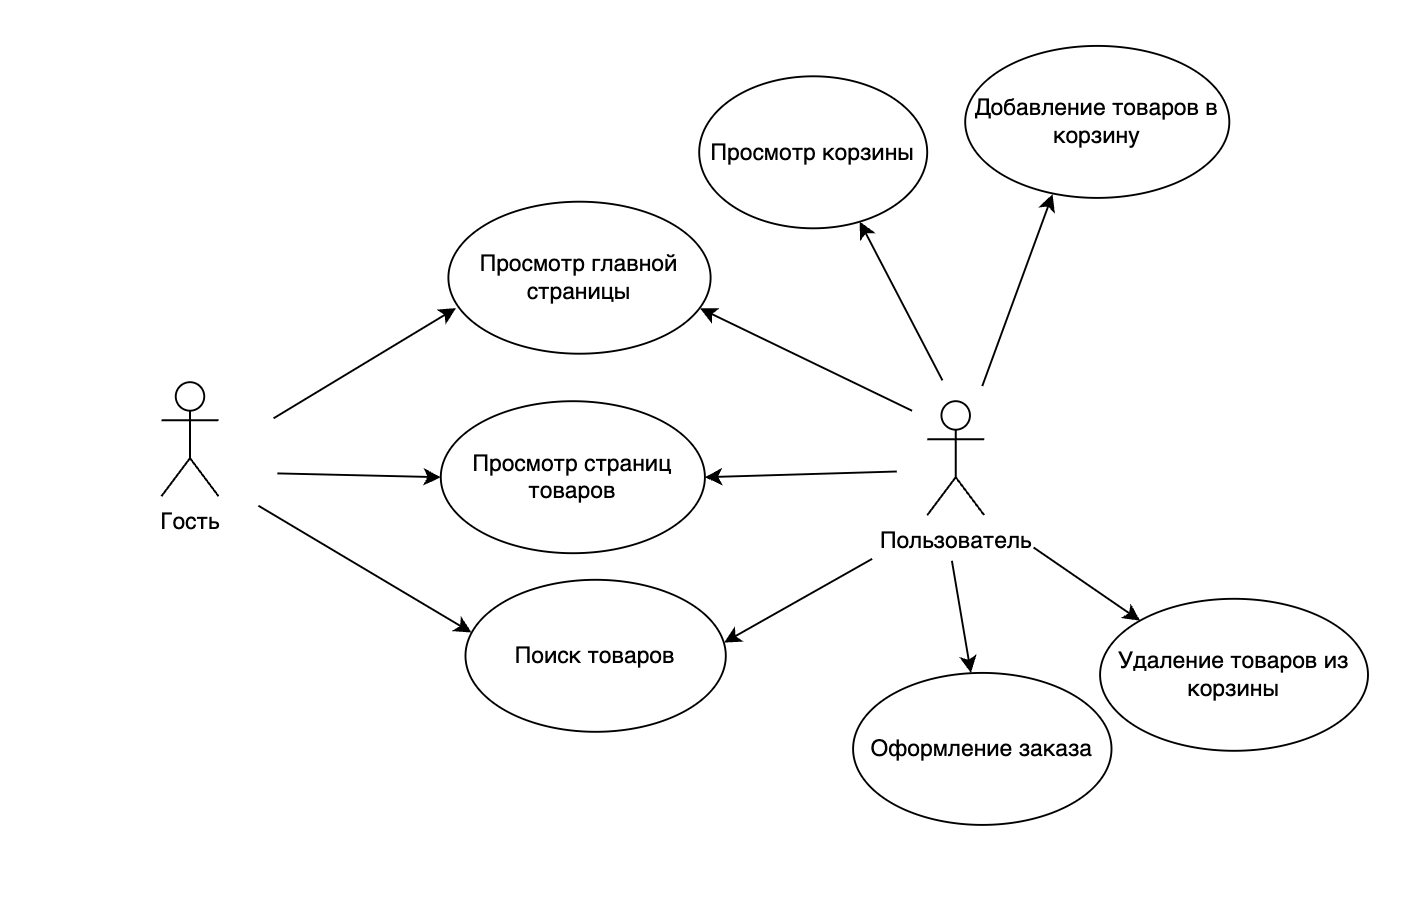 Добавление товаров в
корзину
Просмотр корзины
Просмотр главной
страницы
Просмотр страниц
товаров
Гость
Пользователь
Поиск товаров
Удаление товаров из
корзины
Оформление заказа